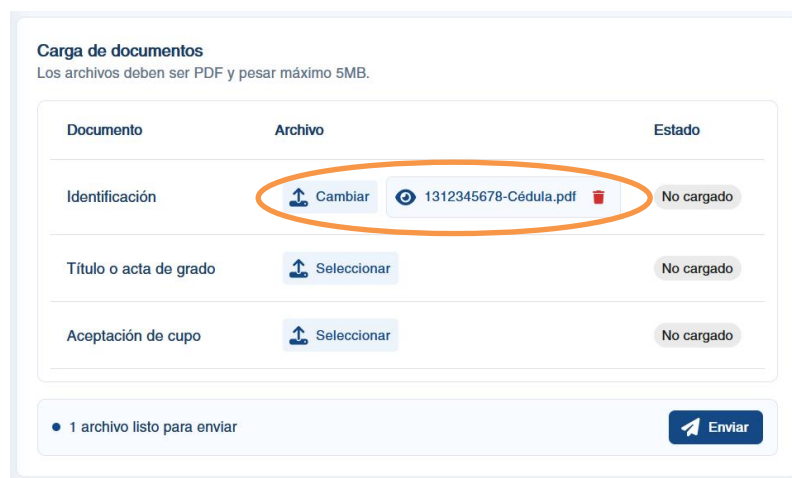 Carga de documentos
Los archivos deben ser PDF y pesar máximo 5MB.
Documento Archivo Estado
Identificación Cambiar 1312345678-Cédula.pdf No cargado
Título o acta de grado Seleccionar No cargado
Aceptación de cupo Seleccionar No cargado
1 archivo listo para enviar Enviar